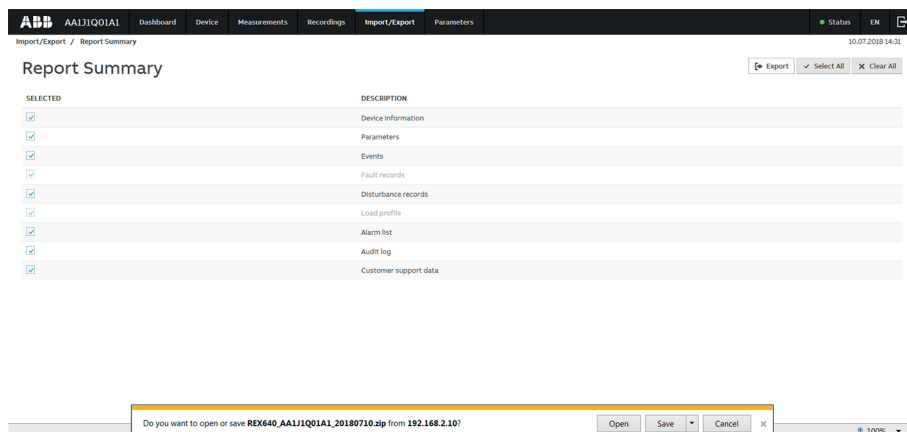 ABB AA1J1Q01A1 Dashboard Device Measurements Recordings Import/Export Parameters Status EN
Import/Export / Report Summary 10.07.2018 14:31
Report Summary Export Select All Clear All
SELECTED DESCRIPTION
Device information
Parameters
Events
Fault records
Disturbance records
Load profile
Alarm list
Audit log
Customer support data
Do you want to open or save REX640_AA1J1Q01A1_20180710.zip from 192.168.2.10? Open Save Cancel
100%